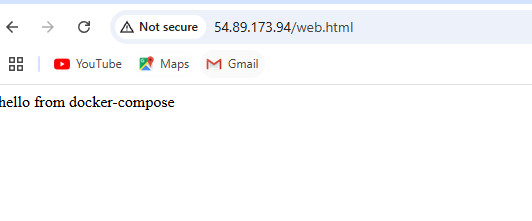 Not secure 54.89.173.94/web.html
YouTube Maps Gmail
hello from docker-compose